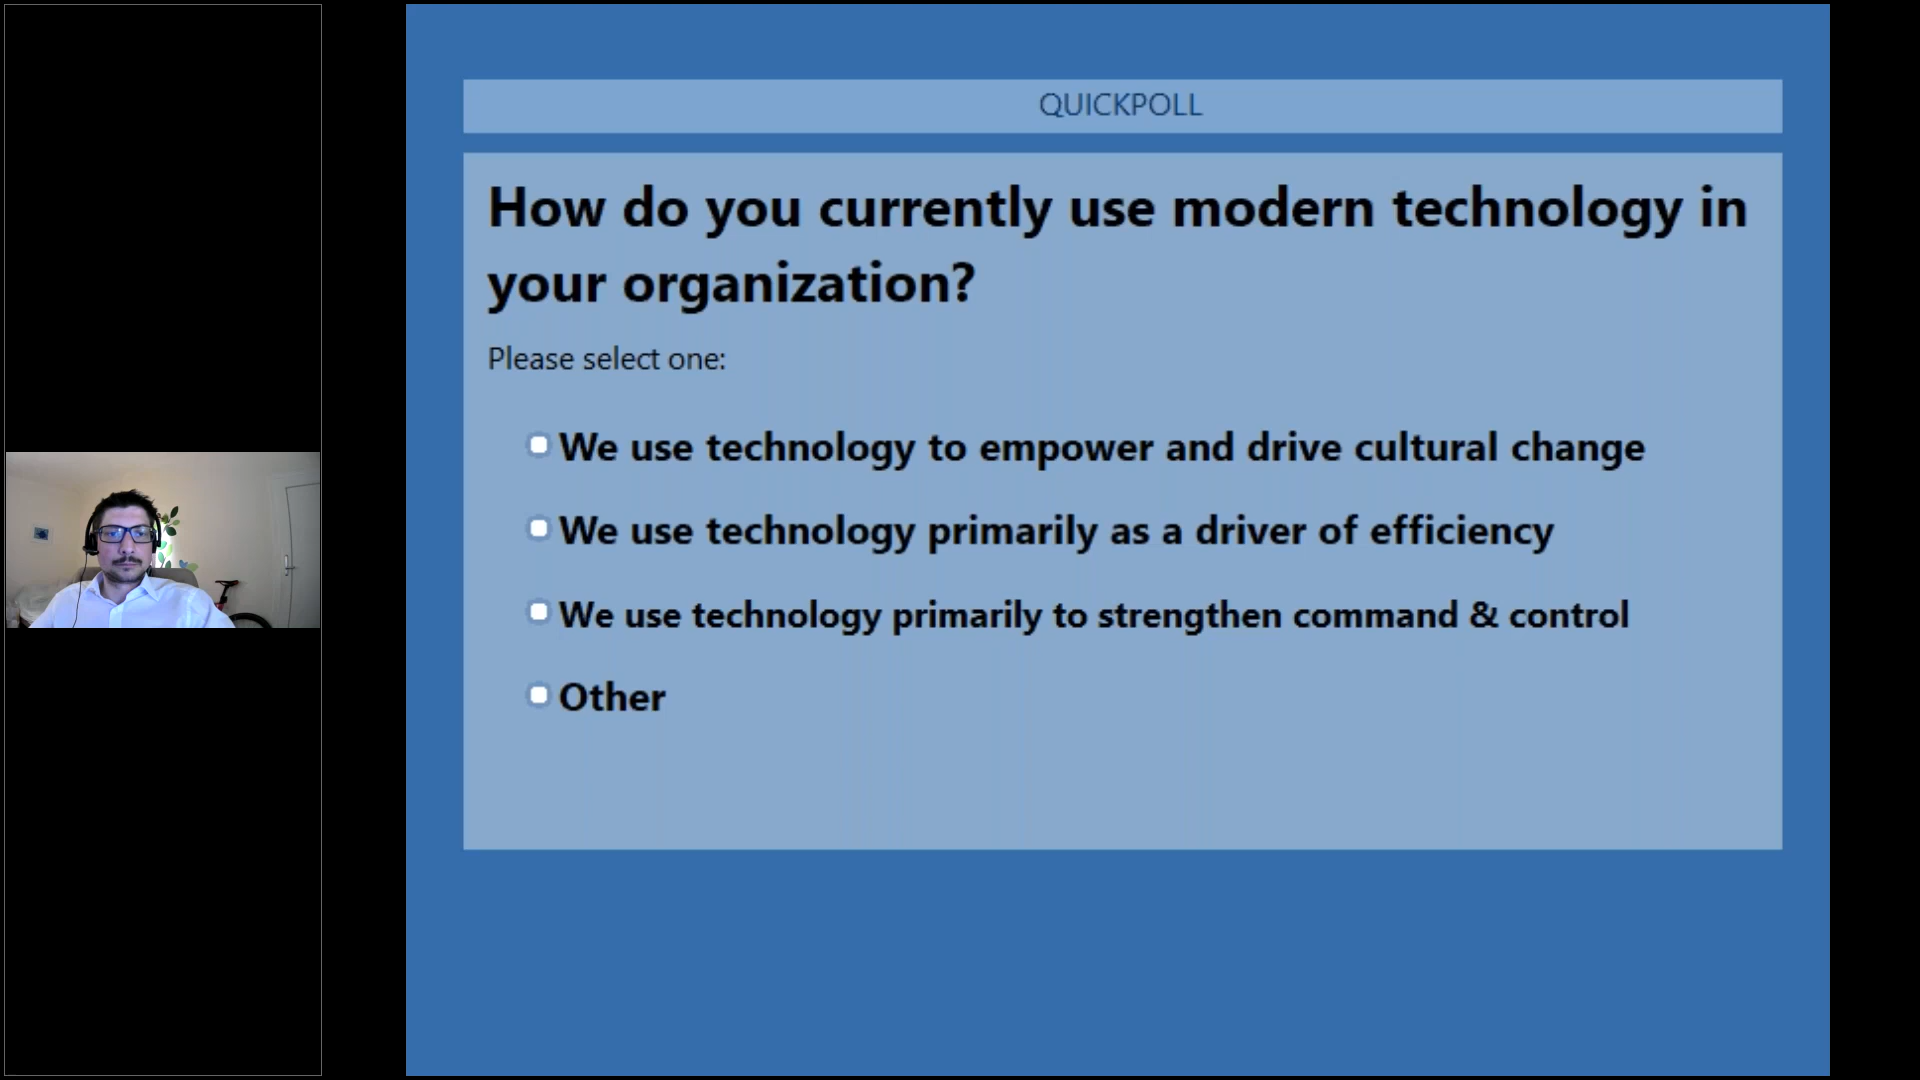 QUICKPOLL
How do you currently use modern technology in
your organization?
Please select one:
We use technology to empower and drive cultural change
We use technology primarily as a driver of efficiency
We use technology primarily to strengthen command & control
Other